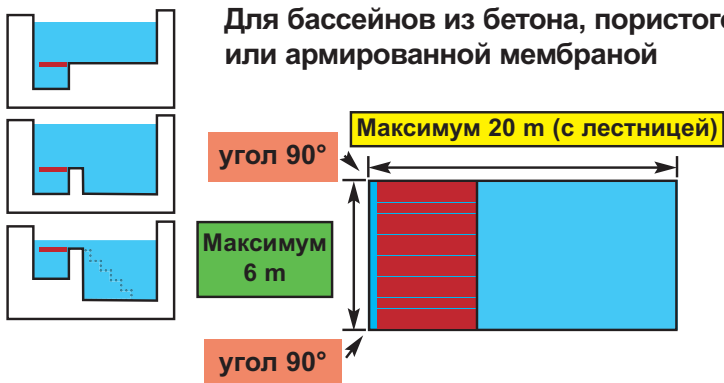 Для бассейнов из бетона, пористого
или армированной мембраной
Максимум 20 m (с лестницей)
угол 90°
Максимум
6 m
угол 90°